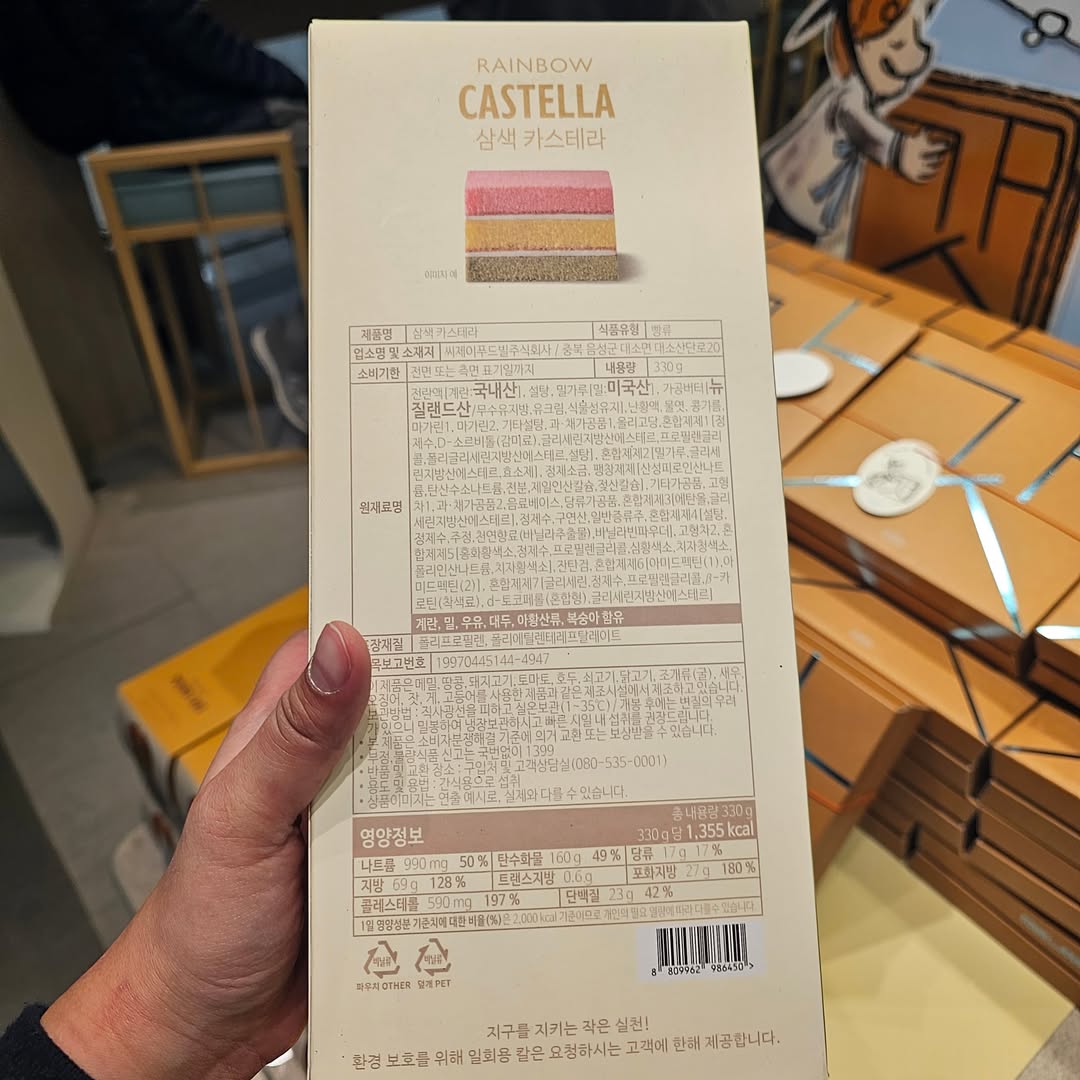 RAINBOW
CASTELLA
삼색 카스테라
이미지 예
제품명 삼색 카스테라 식품유형 빵류
업소명 및 소재지 씨제이푸드빌주식회사 / 충북 음성군 대소면 대소산단로20
소비기한 전면 또는 측면 표기일까지 내용량 330 g
원재료명
전란액[계란:국내산], 설탕, 밀가루[밀:미국산], 가공버터[뉴
질랜드산/무수유지방,유크림,식물성유지], 난황액, 물엿, 콩기름,
마가린1, 마가린2, 기타설탕, 과·채가공품1, 올리고당, 혼합제제1[정
제수,D-소르비톨(감미료),글리세린지방산에스테르,프로필렌글리
콜,폴리글리세린지방산에스테르,설탕], 혼합제제2[밀가루,글리세
린지방산에스테르,효소제], 정제소금, 팽창제제[산성피로인산나트
륨,탄산수소나트륨,전분,제일인산칼슘,젖산칼슘], 기타가공품, 고형
차1, 과·채가공품2, 음료베이스, 당류가공품, 혼합제제3[에탄올,글리
세린지방산에스테르], 정제수, 구연산, 일반증류주, 혼합제제4[설탕,
정제수,주정,천연향료(바닐라추출물),바닐라빈파우더], 고형차2, 혼
합제제5[홍화황색소,정제수,프로필렌글리콜,심황색소,치자청색소,
폴리인산나트륨,치자황색소], 잔탄검, 혼합제제6[아미드펙틴(1),아
미드펙틴(2)], 혼합제제7[글리세린,정제수,프로필렌글리콜,β-카
로틴(착색료), d-토코페롤(혼합형),글리세린지방산에스테르]
계란, 밀, 우유, 대두, 아황산류, 복숭아 함유
장재질 폴리프로필렌, 폴리에틸렌테레프탈레이트
목보고번호 19970445144-4947
이 제품은 메밀, 땅콩, 돼지고기, 토마토, 호두, 쇠고기, 닭고기, 조개류(굴), 새우,
오징어, 잣, 게, 고등어를 사용한 제품과 같은 제조시설에서 제조하고 있습니다.
보관방법 : 직사광선을 피하고 실온보관(1~35℃) / 개봉 후에는 변질의 우려
가 있으니 밀봉하여 냉장보관하시고 빠른 시일 내 섭취를 권장드립니다.
• 본 제품은 소비자분쟁해결 기준에 의거 교환 또는 보상받을 수 있습니다.
• 부정,불량식품 신고는 국번없이 1399
• 반품 및 교환 장소 : 구입처 및 고객상담실(080-535-0001)
• 용도 및 용법 : 간식용으로 섭취
• 상품이미지는 연출 예시로, 실제와 다를 수 있습니다.
영양정보
총 내용량 330 g
330 g 당 1,355 kcal
나트륨 990 mg 50 % 탄수화물 160 g 49 % 당류 17 g 17 %
지방 69 g 128 % 트랜스지방 0.6 g 포화지방 27 g 180 %
콜레스테롤 590 mg 197 % 단백질 23 g 42 %
1일 영양성분 기준치에 대한 비율(%)은 2,000 kcal 기준이므로 개인의 필요 열량에 따라 다를 수 있습니다.
비닐류 비닐류
파우치 OTHER 덮개 PET
8 809962 986450 >
지구를 지키는 작은 실천!
환경 보호를 위해 일회용 칼은 요청하시는 고객에 한해 제공합니다.